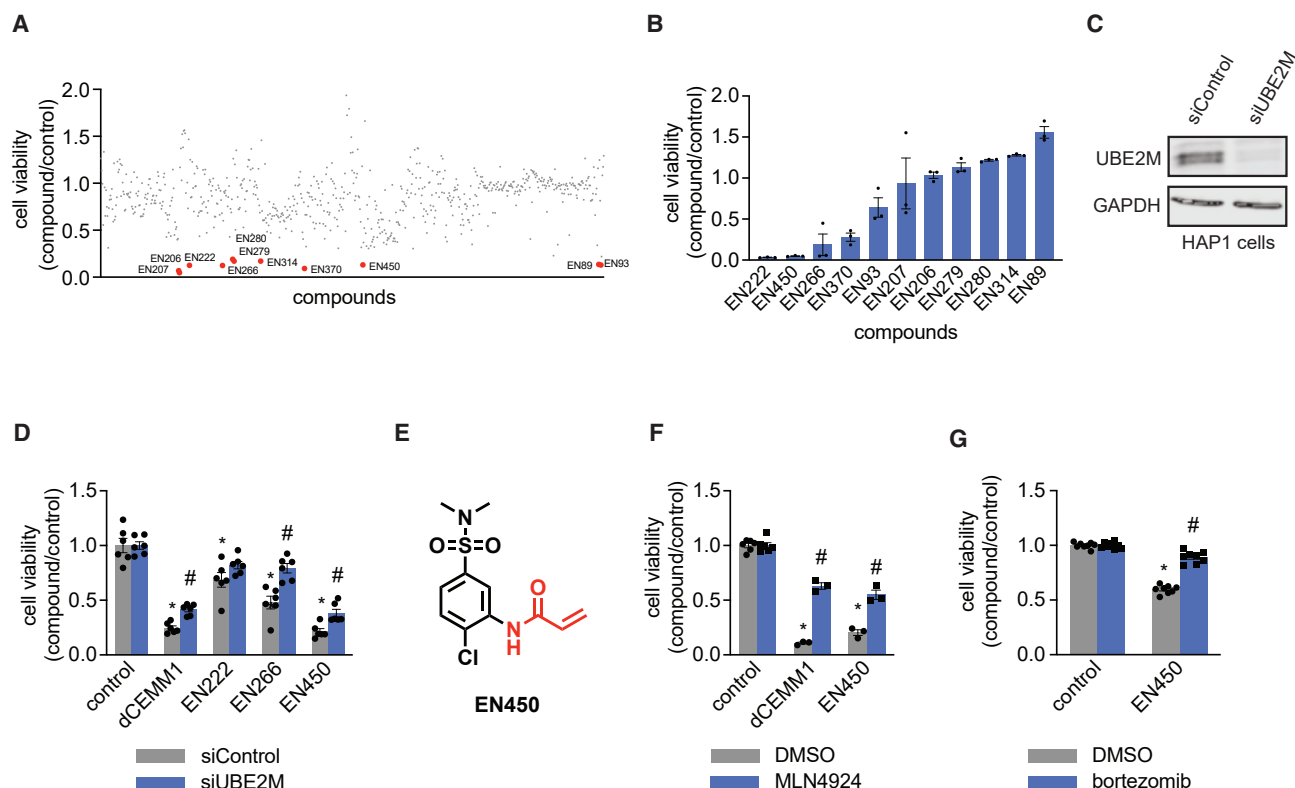 A
cell viability
(compound/control)
2.0
1.5
1.0
0.5
0.0
EN280
EN206
EN222
EN279
EN207
EN266
EN314
EN370
EN450
EN89
EN93
compounds
B
cell viability
(compound/control)
2.0
1.5
1.0
0.5
0.0
EN222
EN450
EN266
EN370
EN93
EN207
EN206
EN279
EN280
EN314
EN89
compounds
C
siControl
siUBE2M
UBE2M
GAPDH
HAP1 cells
D
cell viability
(compound/control)
1.5
1.0
0.5
0.0
*
#
*
*
#
*
#
control
dCEMM1
EN222
EN266
EN450
siControl
siUBE2M
E
N
O=S=O
O
N
H
Cl
EN450
F
cell viability
(compound/control)
1.5
1.0
0.5
0.0
*
#
*
#
control
dCEMM1
EN450
DMSO
MLN4924
G
cell viability
(compound/control)
1.5
1.0
0.5
0.0
*
#
control
EN450
DMSO
bortezomib